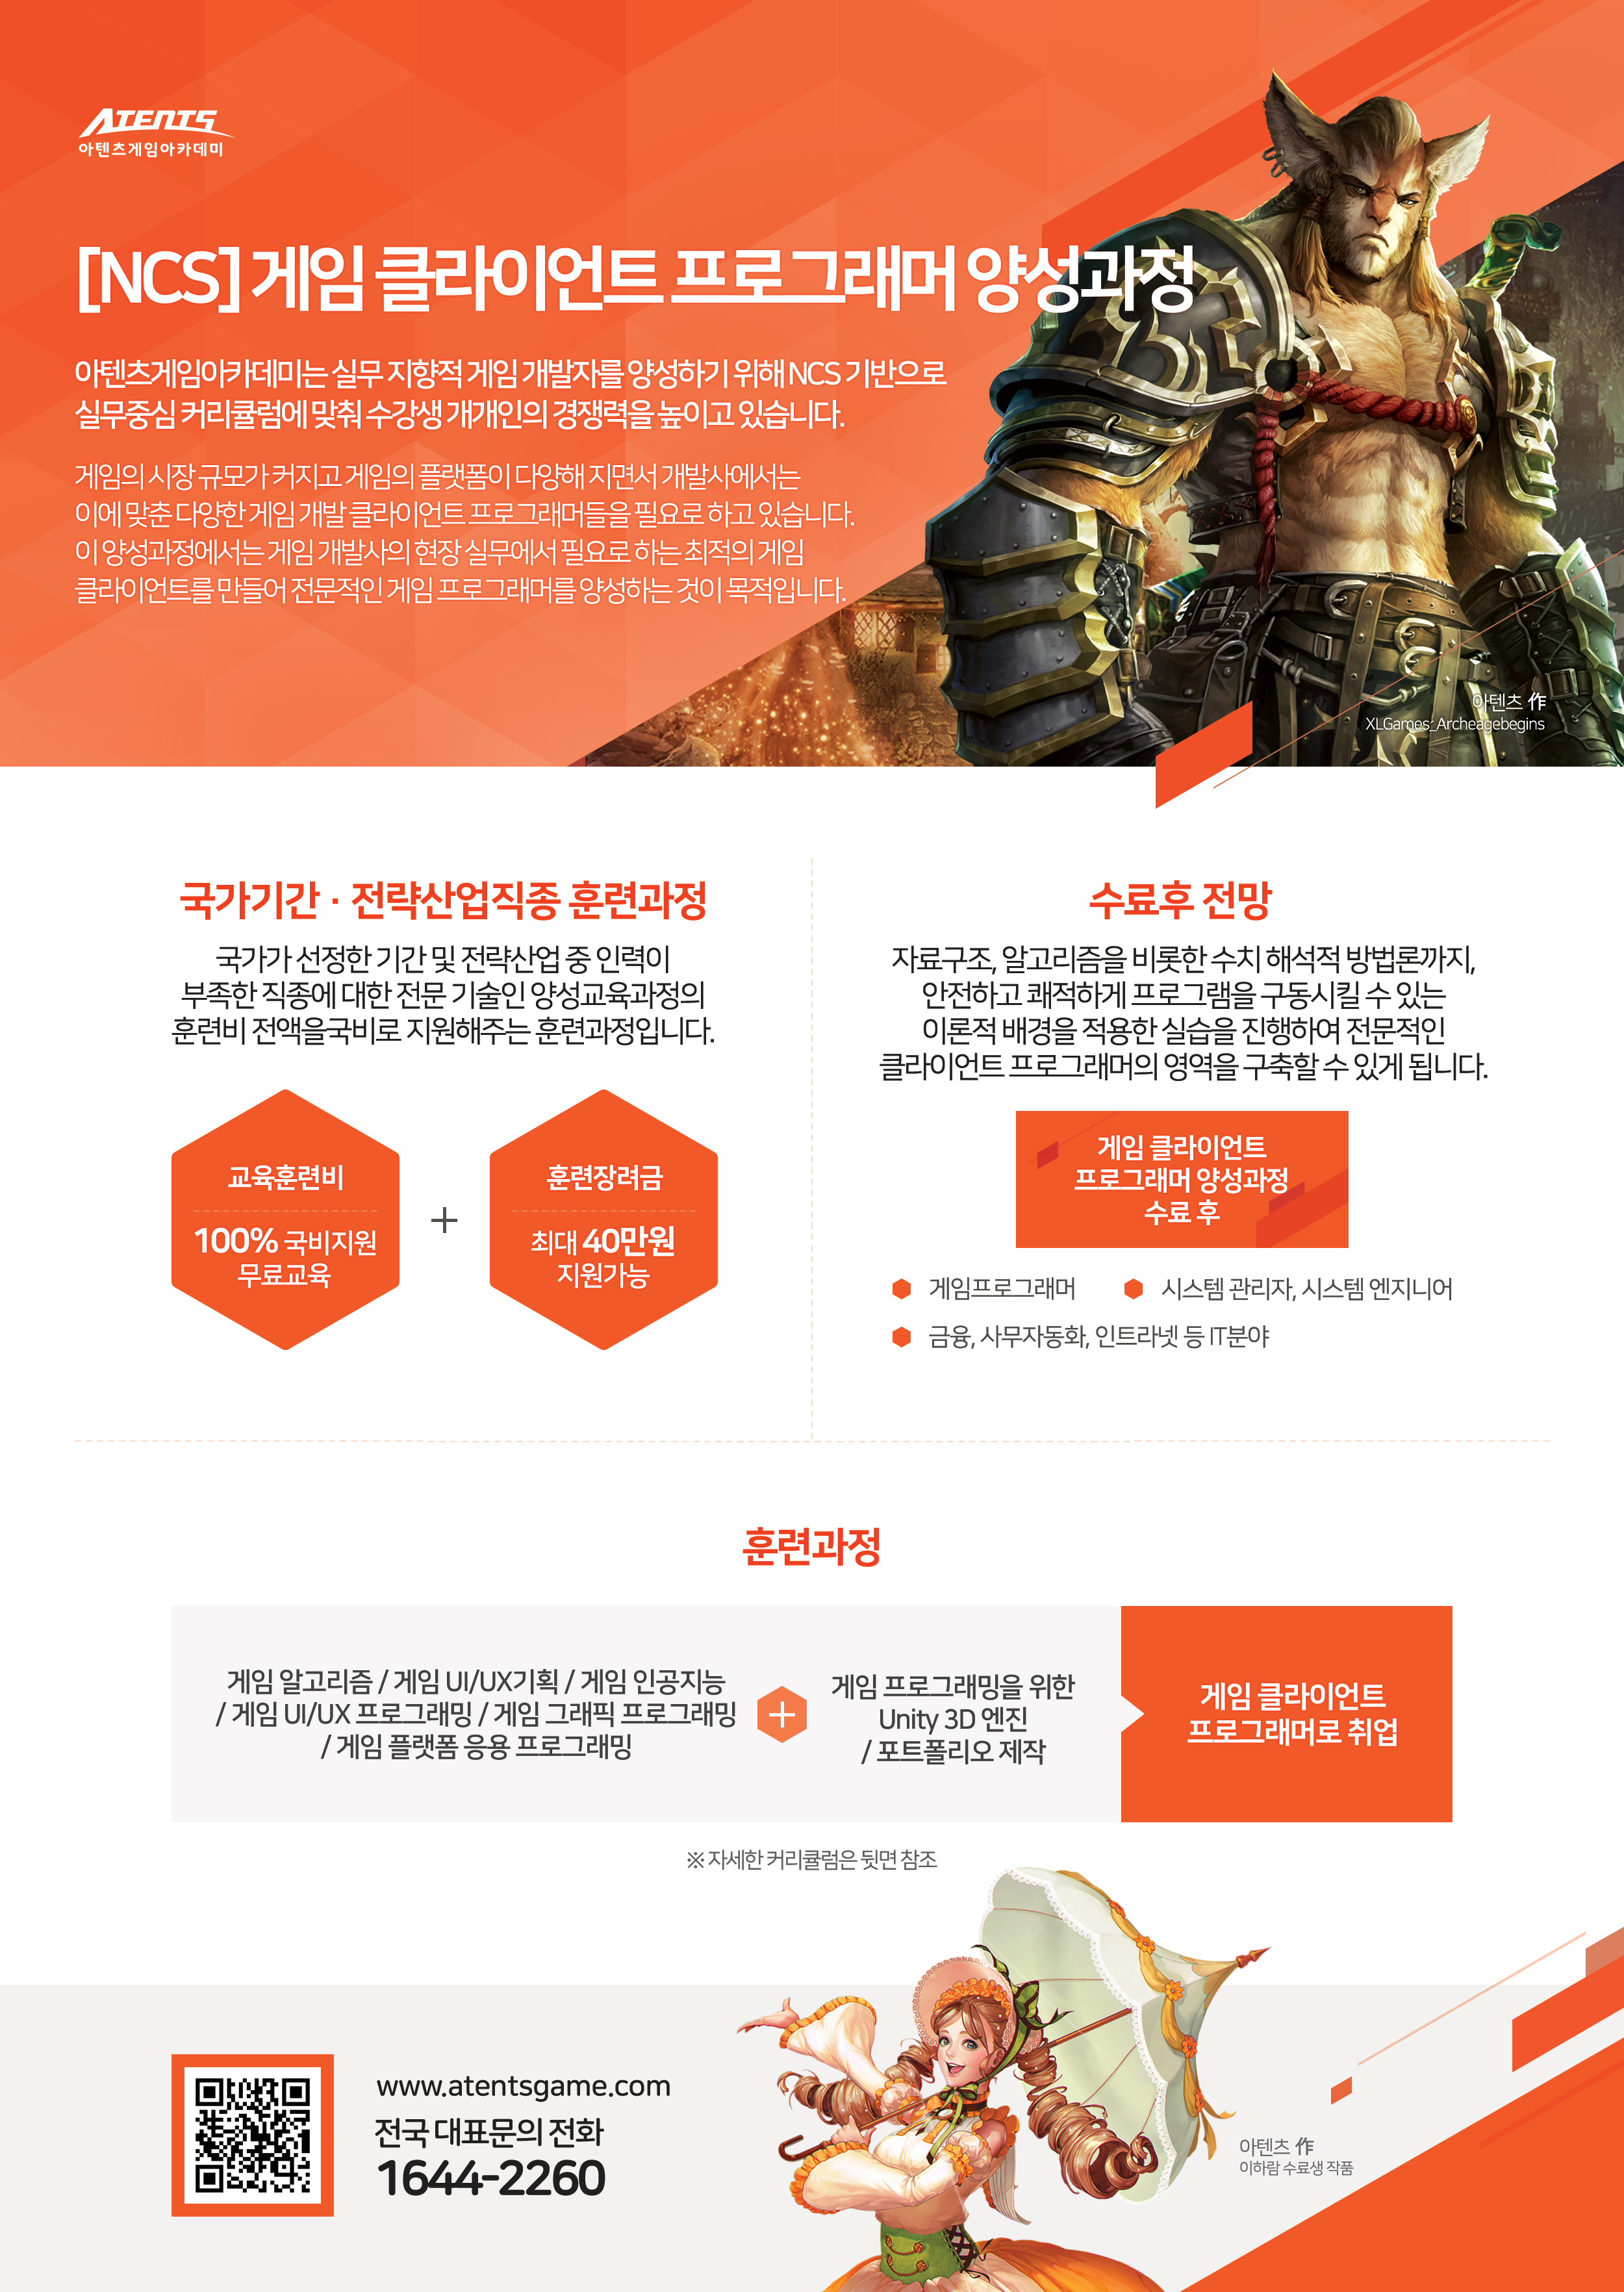 ATENTS
아텐츠게임아카데미
[NCS] 게임 클라이언트 프로그래머 양성과정
아텐츠게임아카데미는 실무 지향적 게임 개발자를 양성하기 위해 NCS 기반으로
실무중심 커리큘럼에 맞춰 수강생 개개인의 경쟁력을 높이고 있습니다.
게임의 시장 규모가 커지고 게임의 플랫폼이 다양해 지면서 개발사에서는
이에 맞춘 다양한 게임 개발 클라이언트 프로그래머들을 필요로 하고 있습니다.
이 양성과정에서는 게임 개발사의 현장 실무에서 필요로 하는 최적의 게임
클라이언트를 만들어 전문적인 게임 프로그래머를 양성하는 것이 목적입니다.
아텐츠 作
XLGames_Archeagebegins
국가기간 · 전략산업직종 훈련과정
국가가 선정한 기간 및 전략산업 중 인력이
부족한 직종에 대한 전문 기술인 양성교육과정의
훈련비 전액을국비로 지원해주는 훈련과정입니다.
교육훈련비
100% 국비지원
무료교육
+
훈련장려금
최대 40만원
지원가능
수료후 전망
자료구조, 알고리즘을 비롯한 수치 해석적 방법론까지,
안전하고 쾌적하게 프로그램을 구동시킬 수 있는
이론적 배경을 적용한 실습을 진행하여 전문적인
클라이언트 프로그래머의 영역을 구축할 수 있게 됩니다.
게임 클라이언트
프로그래머 양성과정
수료 후
게임프로그래머
시스템 관리자, 시스템 엔지니어
금융, 사무자동화, 인트라넷 등 IT분야
훈련과정
게임 알고리즘 / 게임 UI/UX기획 / 게임 인공지능
/ 게임 UI/UX 프로그래밍 / 게임 그래픽 프로그래밍
/ 게임 플랫폼 응용 프로그래밍
+
게임 프로그래밍을 위한
Unity 3D 엔진
/ 포트폴리오 제작
게임 클라이언트
프로그래머로 취업
※ 자세한 커리큘럼은 뒷면 참조
www.atentsgame.com
전국 대표문의 전화
1644-2260
아텐츠 作
이하람 수료생 작품